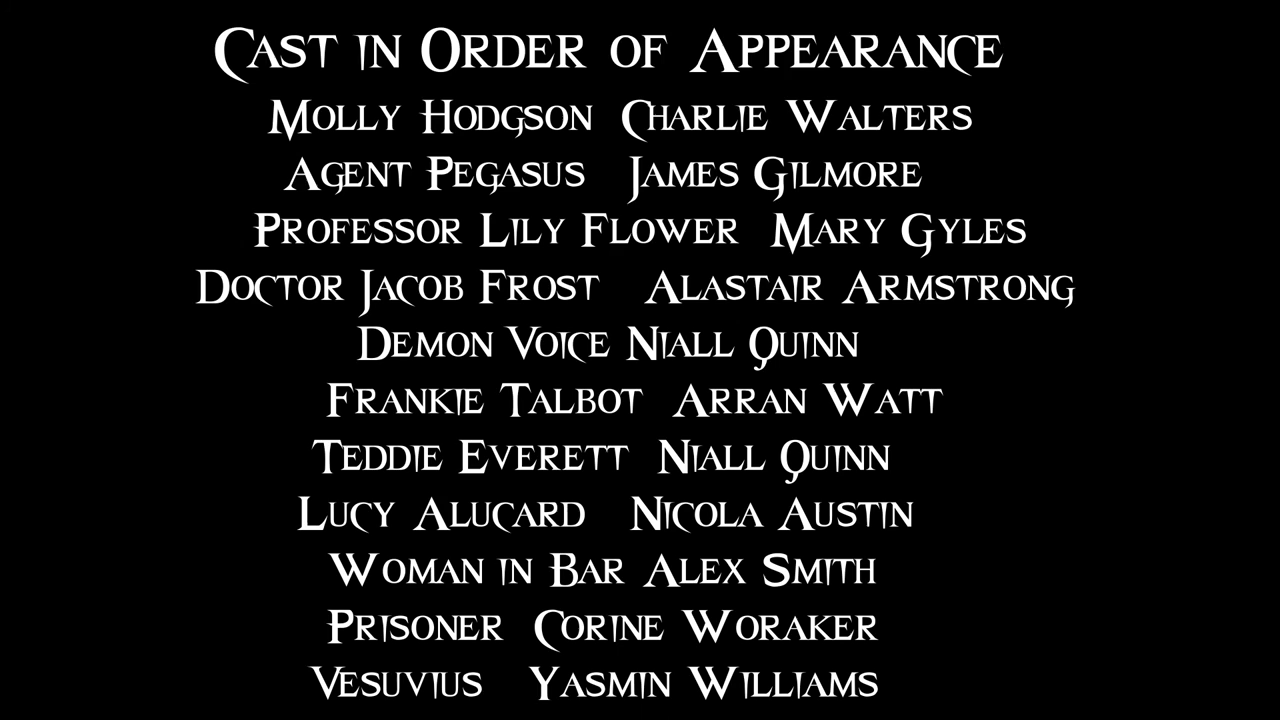 Cast in Order of Appearance
Molly Hodgson Charlie Walters
Agent Pegasus James Gilmore
Professor Lily Flower Mary Gyles
Doctor Jacob Frost Alastair Armstrong
Demon Voice Niall Quinn
Frankie Talbot Arran Watt
Teddie Everett Niall Quinn
Lucy Alucard Nicola Austin
Woman in Bar Alex Smith
Prisoner Corine Woraker
Vesuvius Yasmin Williams